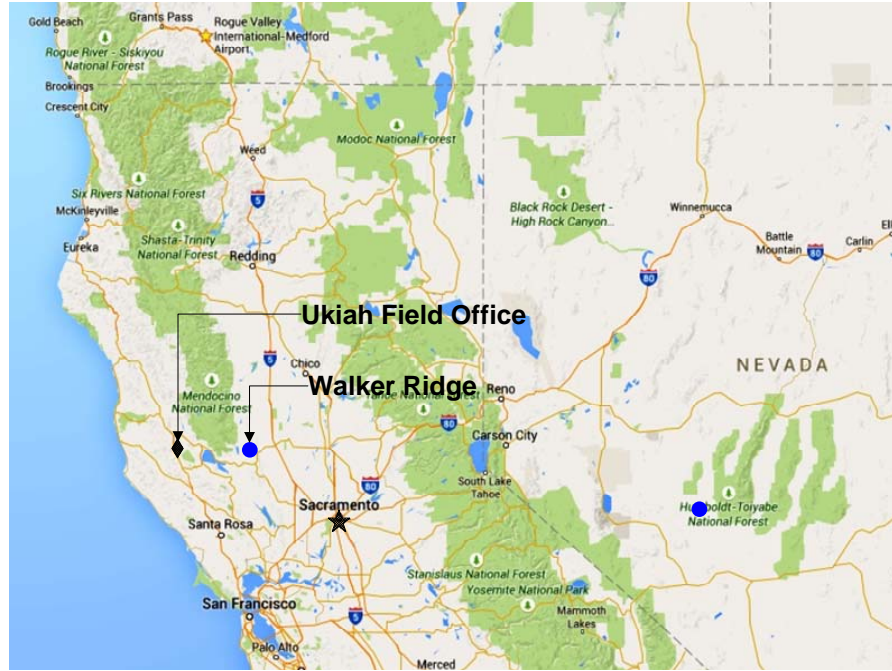 Gold Beach
Grants Pass
Rogue Valley
International-Medford
Airport
Rogue River - Siskiyou
National Forest
Brookings
Crescent City
Modoc National Forest
Weed
Six Rivers National Forest
5
McKinleyville
Black Rock Desert -
High Rock Canyon...
Winnemucca
Eureka
Shasta-Trinity
National Forest
Redding
Battle
Mountain
80
Carlin
El
80
Ukiah Field Office
5
Chico
NEVADA
Walker Ridge
Mendocino
National Forest
Tahoe National Forest
Reno
80
Carson City
South Lake
Tahoe
80
Sacramento
Santa Rosa
Humboldt-Toiyabe
National Forest
Stanislaus National Forest
Yosemite National Park
San Francisco
5
Mammoth
Lakes
Palo Alto
Merced